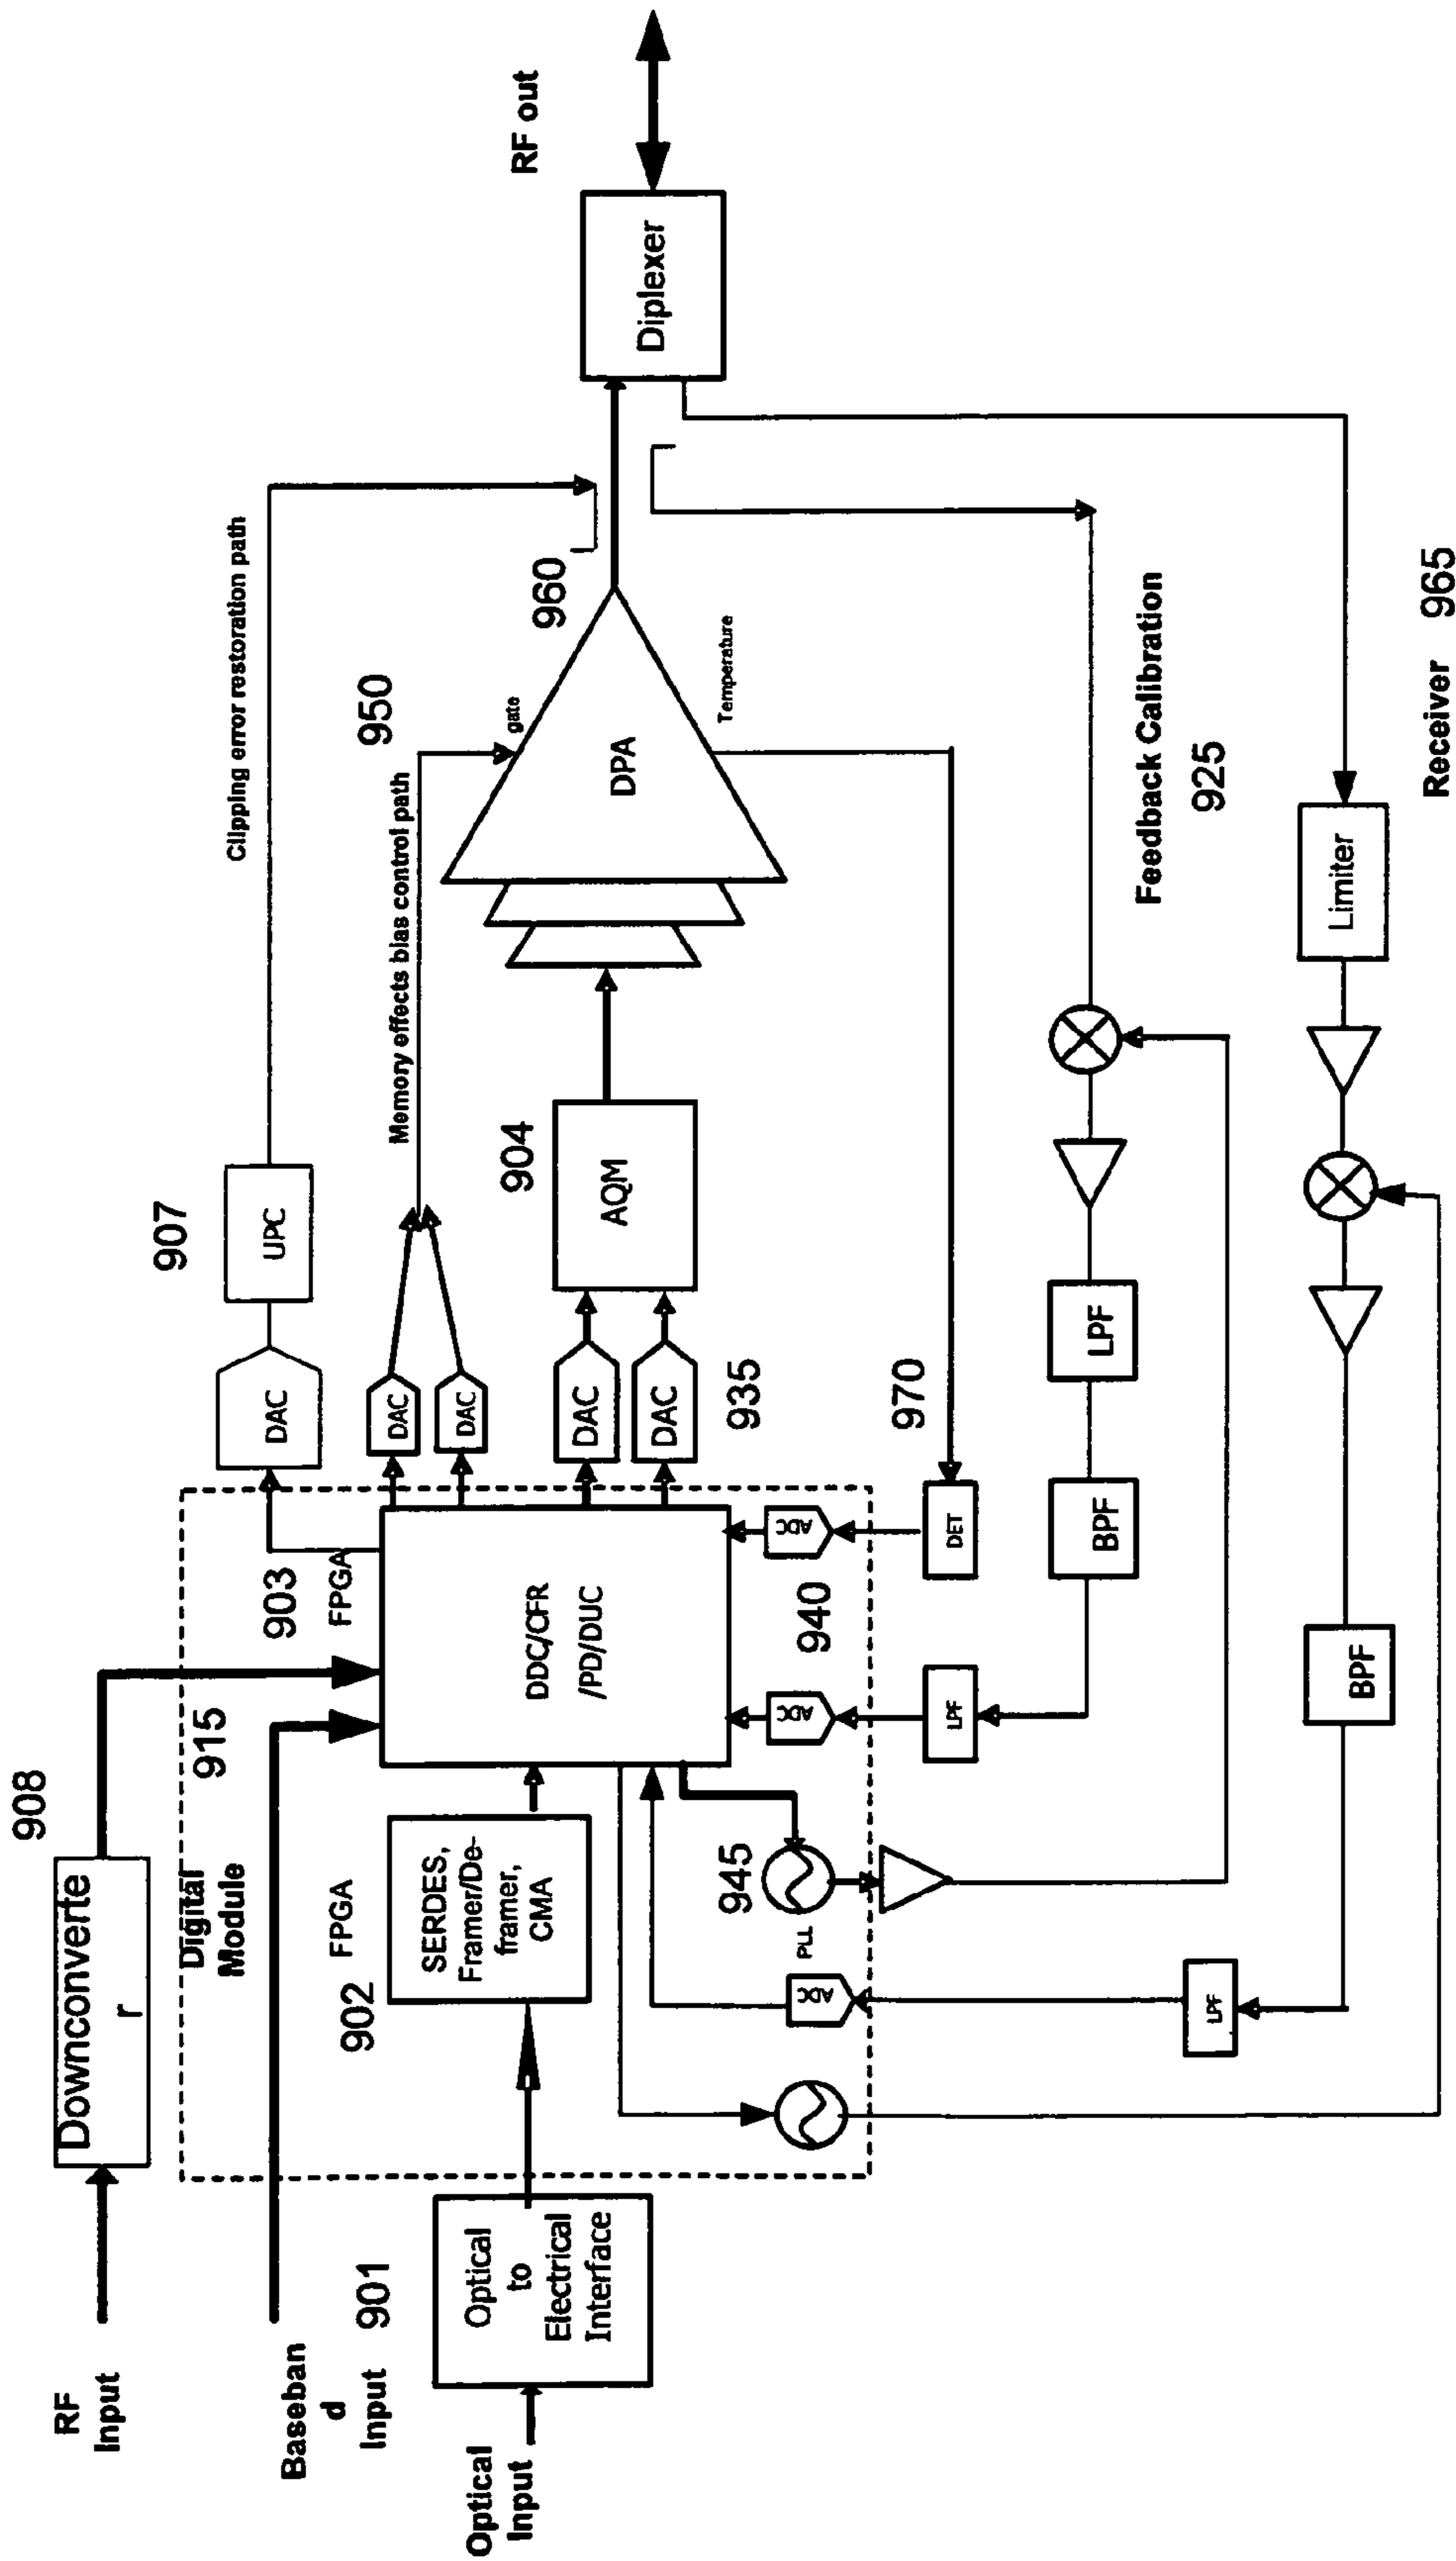 RF
Input
908
Downconverte
r
Baseban
d
Input
901
Optical
Input
Optical
to
Electrical
Interface
Digital
Module
915
902
FPGA
SERDES,
Framer/De-
framer,
CMA
903
FPGA
DDC/CFR
/PD/DUC
945
PLL
ADC
940
ADC
ADC
DAC
907
UPC
Clipping error restoration path
DAC
DAC
Memory effects bias control path
950
gate
DAC
DAC
935
904
AQM
DPA
960
Temperature
Diplexer
RF out
970
DET
LPF
BPF
LPF
Feedback Calibration
925
LPF
BPF
Limiter
Receiver 965